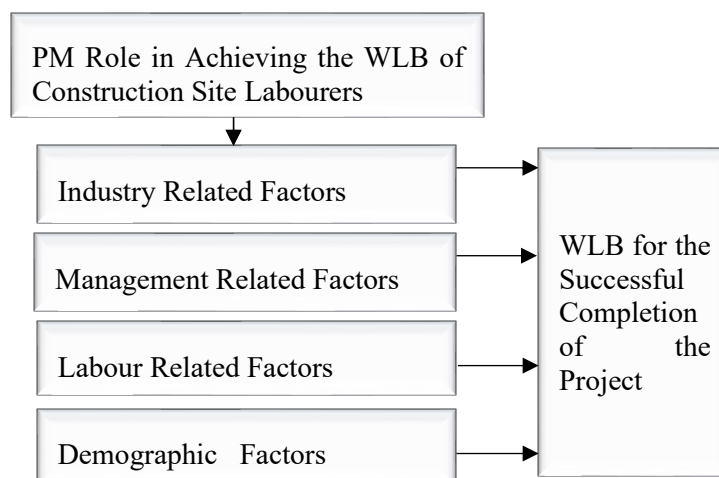 PM Role in Achieving the WLB of
Construction Site Labourers
Industry Related Factors
Management Related Factors
Labour Related Factors
Demographic Factors
WLB for the
Successful
Completion
of the
Project